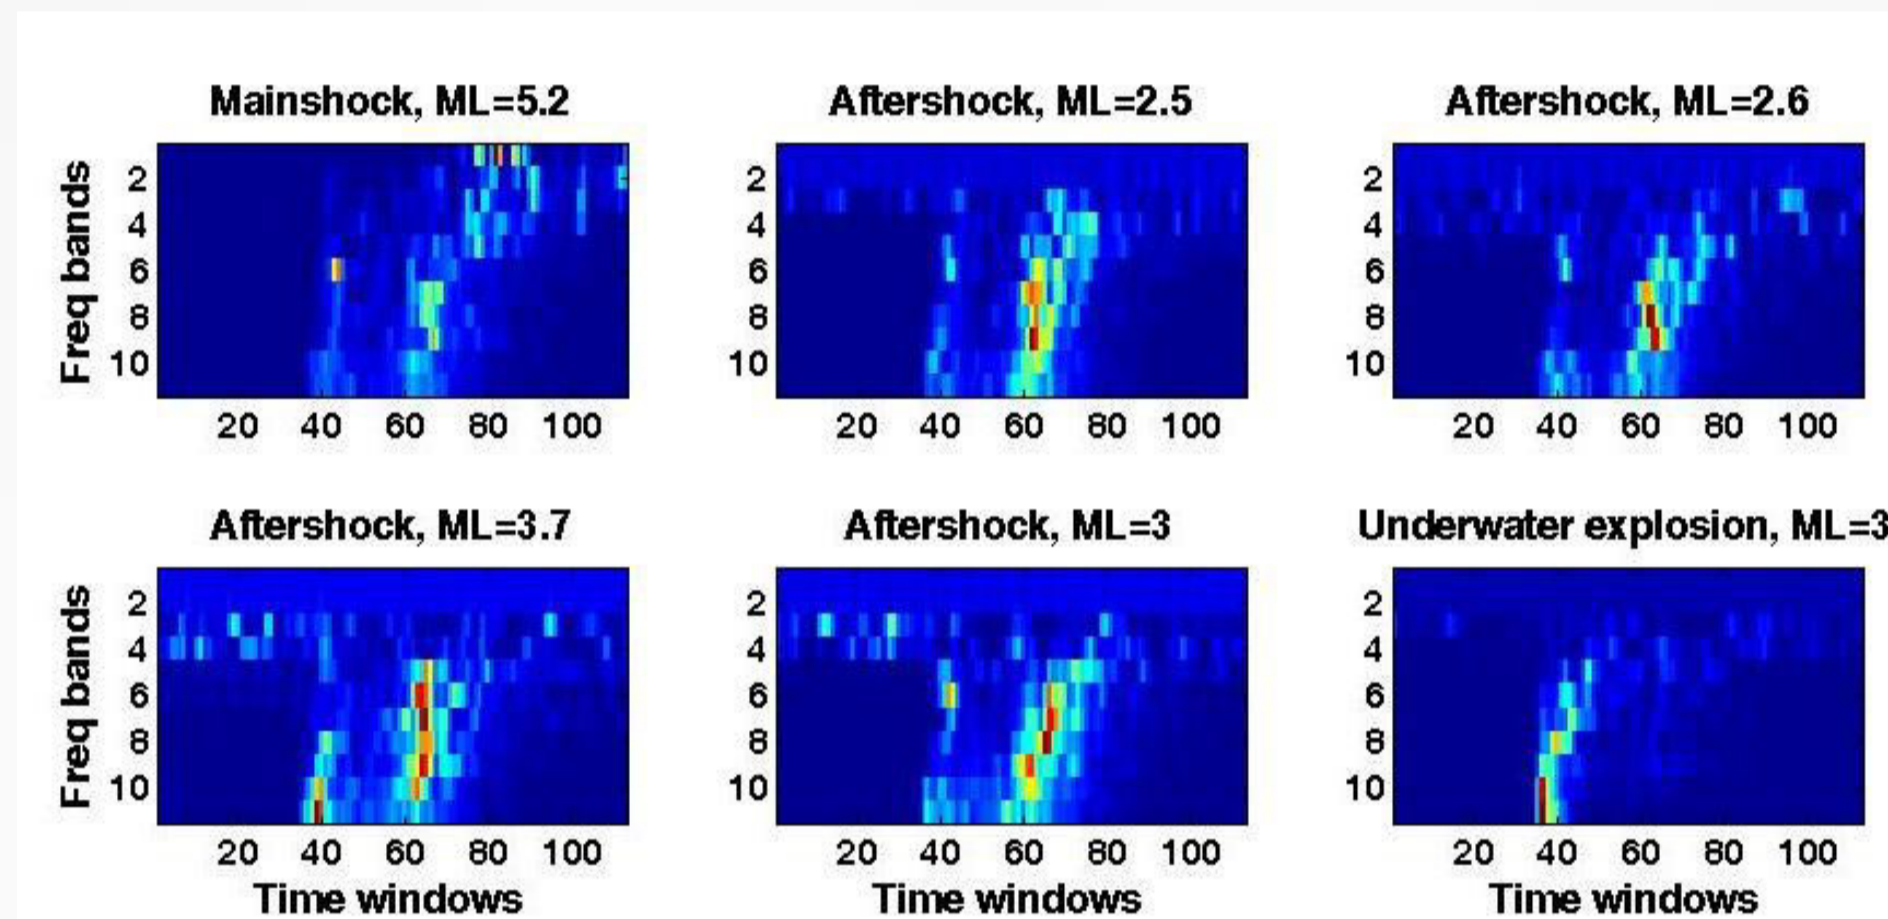 Mainshock, ML=5.2
Aftershock, ML=2.5
Aftershock, ML=2.6
Freq bands
2
4
6
8
10
20 40 60 80 100
2
4
6
8
10
20 40 60 80 100
2
4
6
8
10
20 40 60 80 100
Aftershock, ML=3.7
Aftershock, ML=3
Underwater explosion, ML=3
Freq bands
2
4
6
8
10
20 40 60 80 100
Time windows
2
4
6
8
10
20 40 60 80 100
Time windows
2
4
6
8
10
20 40 60 80 100
Time windows